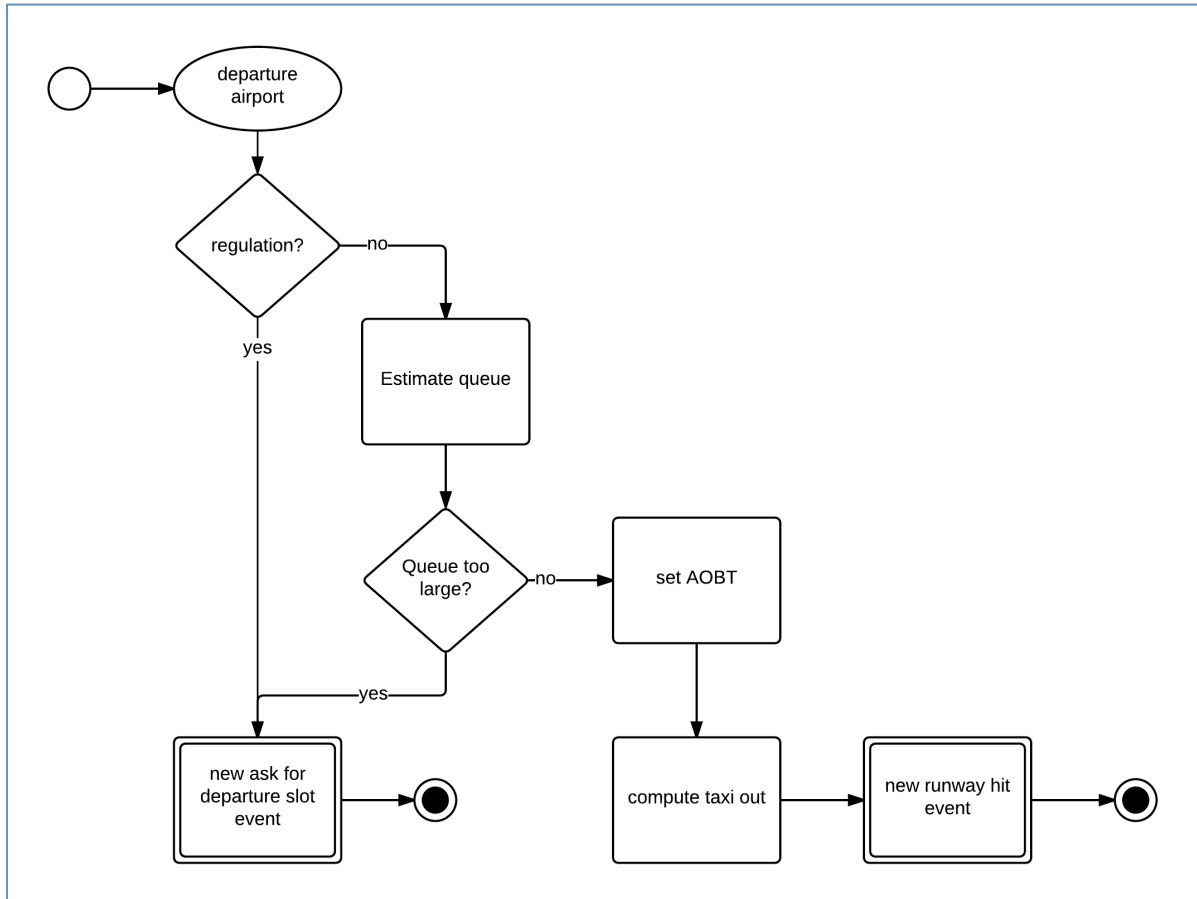 departure
airport
regulation?
no
yes
Estimate queue
Queue too
large?
no
set AOBT
yes
new ask for
departure slot
event
compute taxi out
new runway hit
event